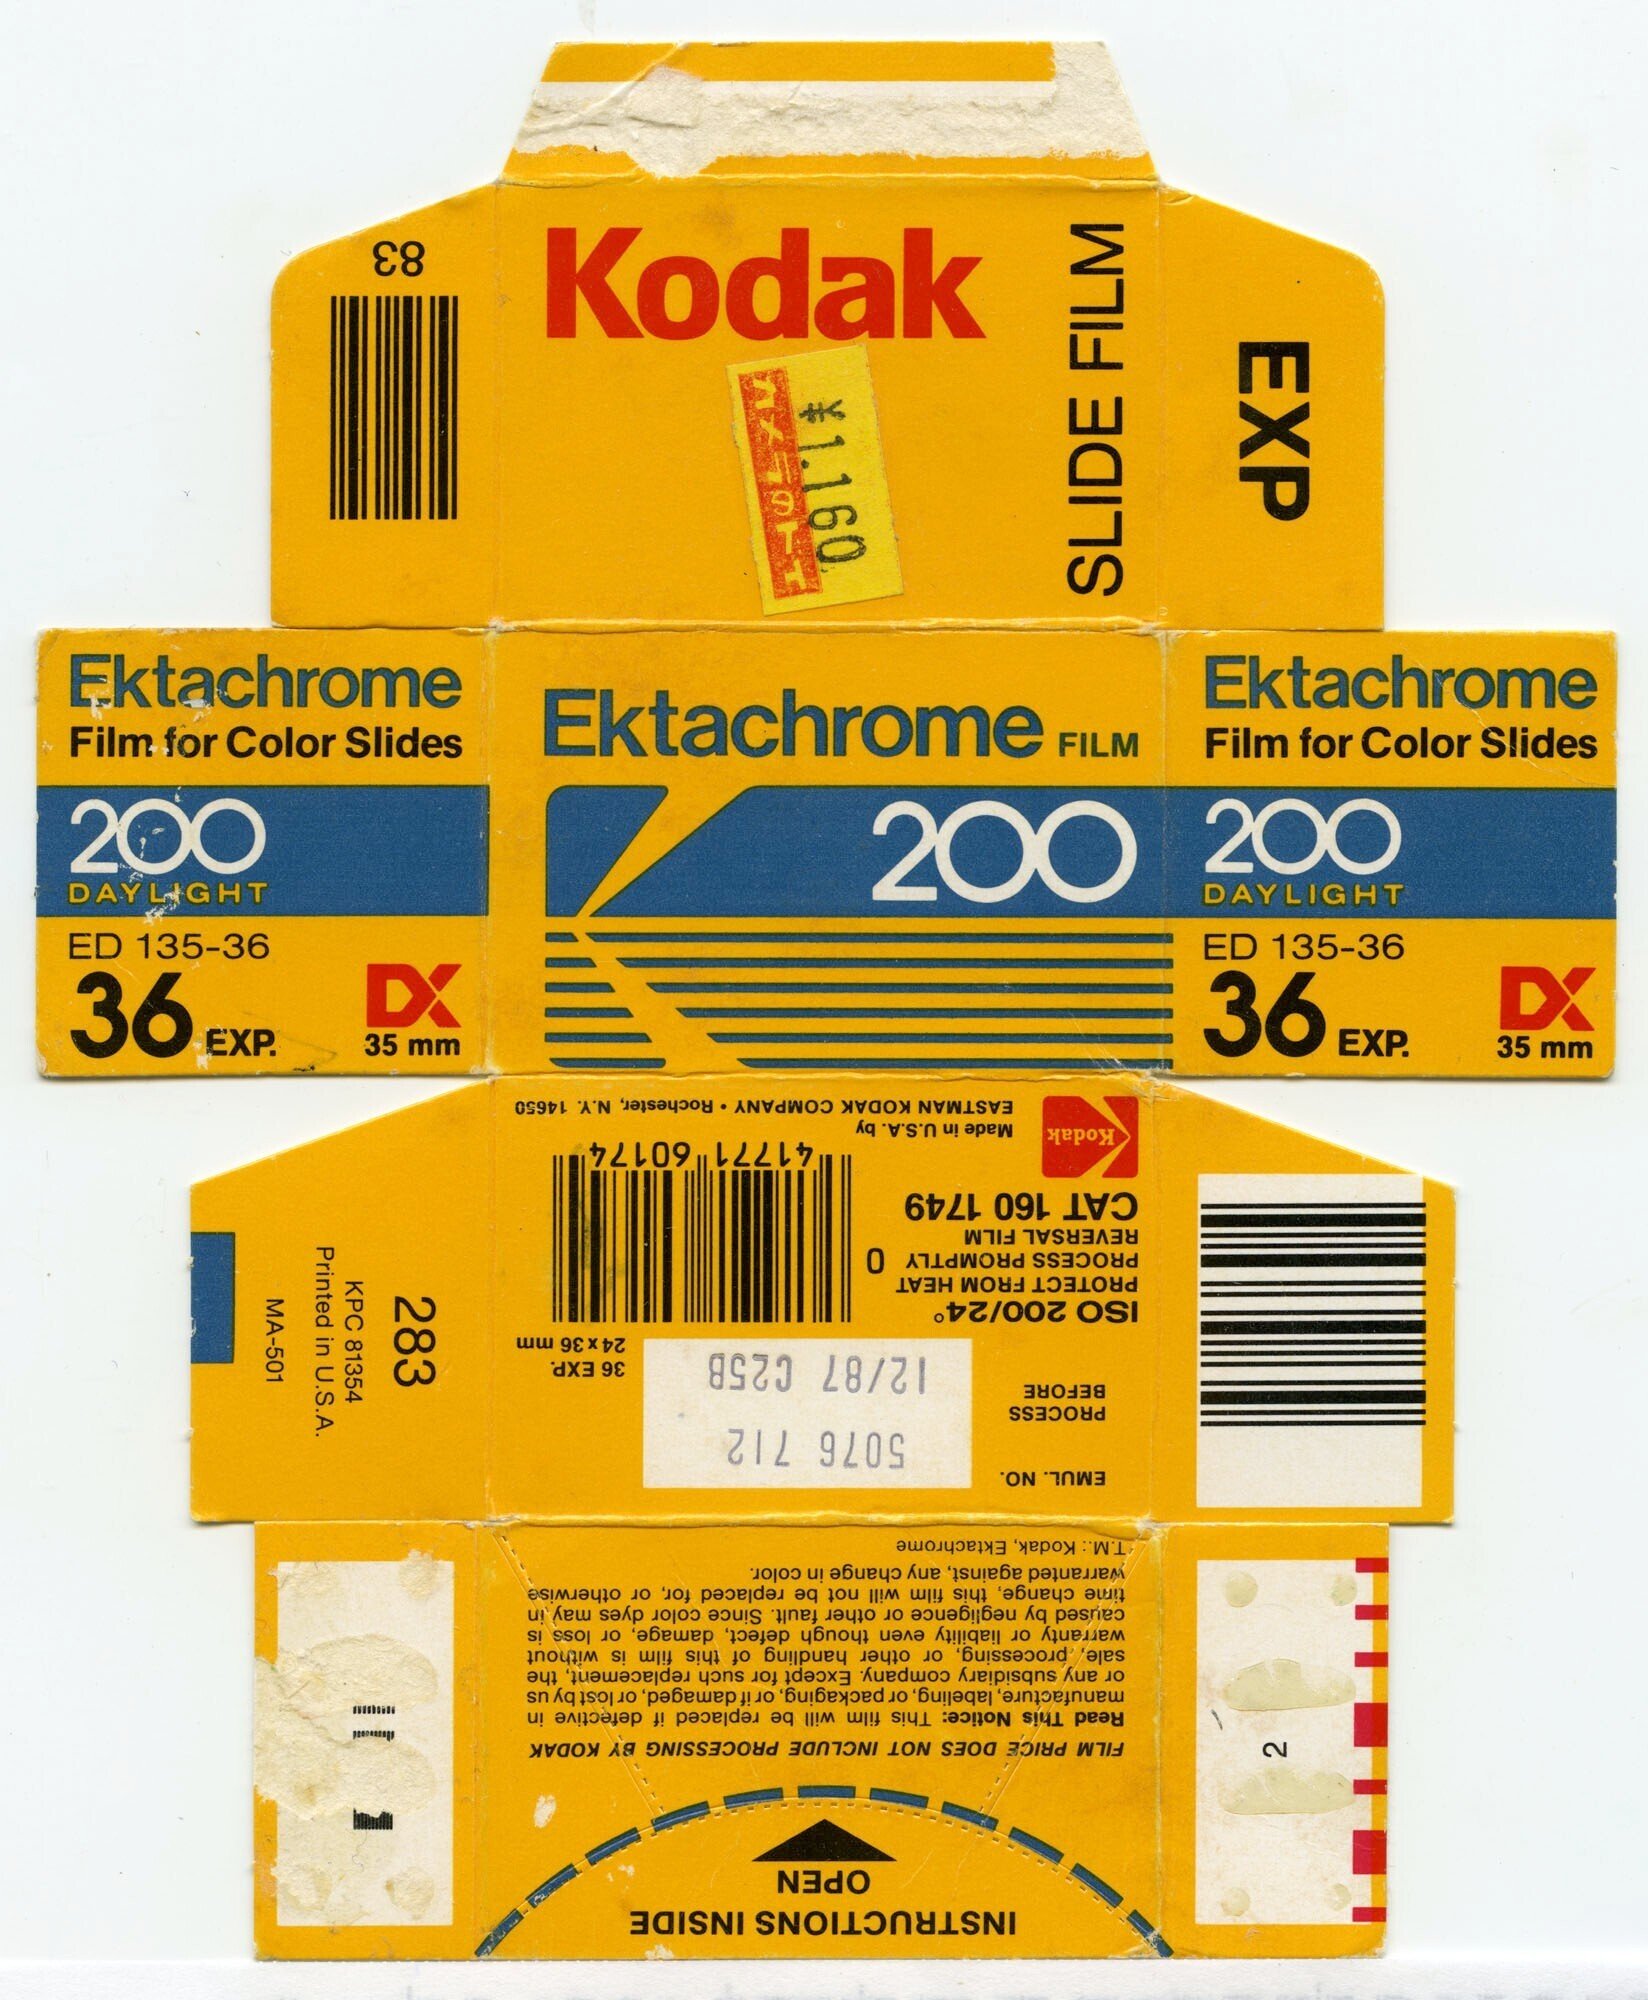 83
Kodak
SLIDE FILM
EXP
¥1.160
Ektachrome
Film for Color Slides
200
DAYLIGHT
ED 135-36
36 EXP.
DX
35 mm
Ektachrome FILM
200
Ektachrome
Film for Color Slides
200
DAYLIGHT
ED 135-36
36 EXP.
DX
35 mm
283
KPC 81354
Printed in U.S.A.
MA-501
EMUL. NO.
5076 712
PROCESS
BEFORE
12/87 C25B
36 EXP.
24 x 36 mm
ISO 200/24°
PROTECT FROM HEAT
PROCESS PROMPTLY
REVERSAL FILM
0
CAT 160 1749
41771 60174
Kodak
Made in U.S.A. by
EASTMAN KODAK COMPANY • Rochester, N.Y. 14650
INSTRUCTIONS INSIDE
OPEN
FILM PRICE DOES NOT INCLUDE PROCESSING BY KODAK
Read This Notice: This film will be replaced if defective in
manufacture, labeling, or packaging, or if damaged, or lost by us
or any subsidiary company. Except for such replacement, the
sale, processing, or other handling of this film is without
warranty or liability even though defect, damage, or loss is
caused by negligence or other fault. Since color dyes may in
time change, this film will not be replaced for, or otherwise
warranted against, any change in color.
T.M.: Kodak, Ektachrome
2